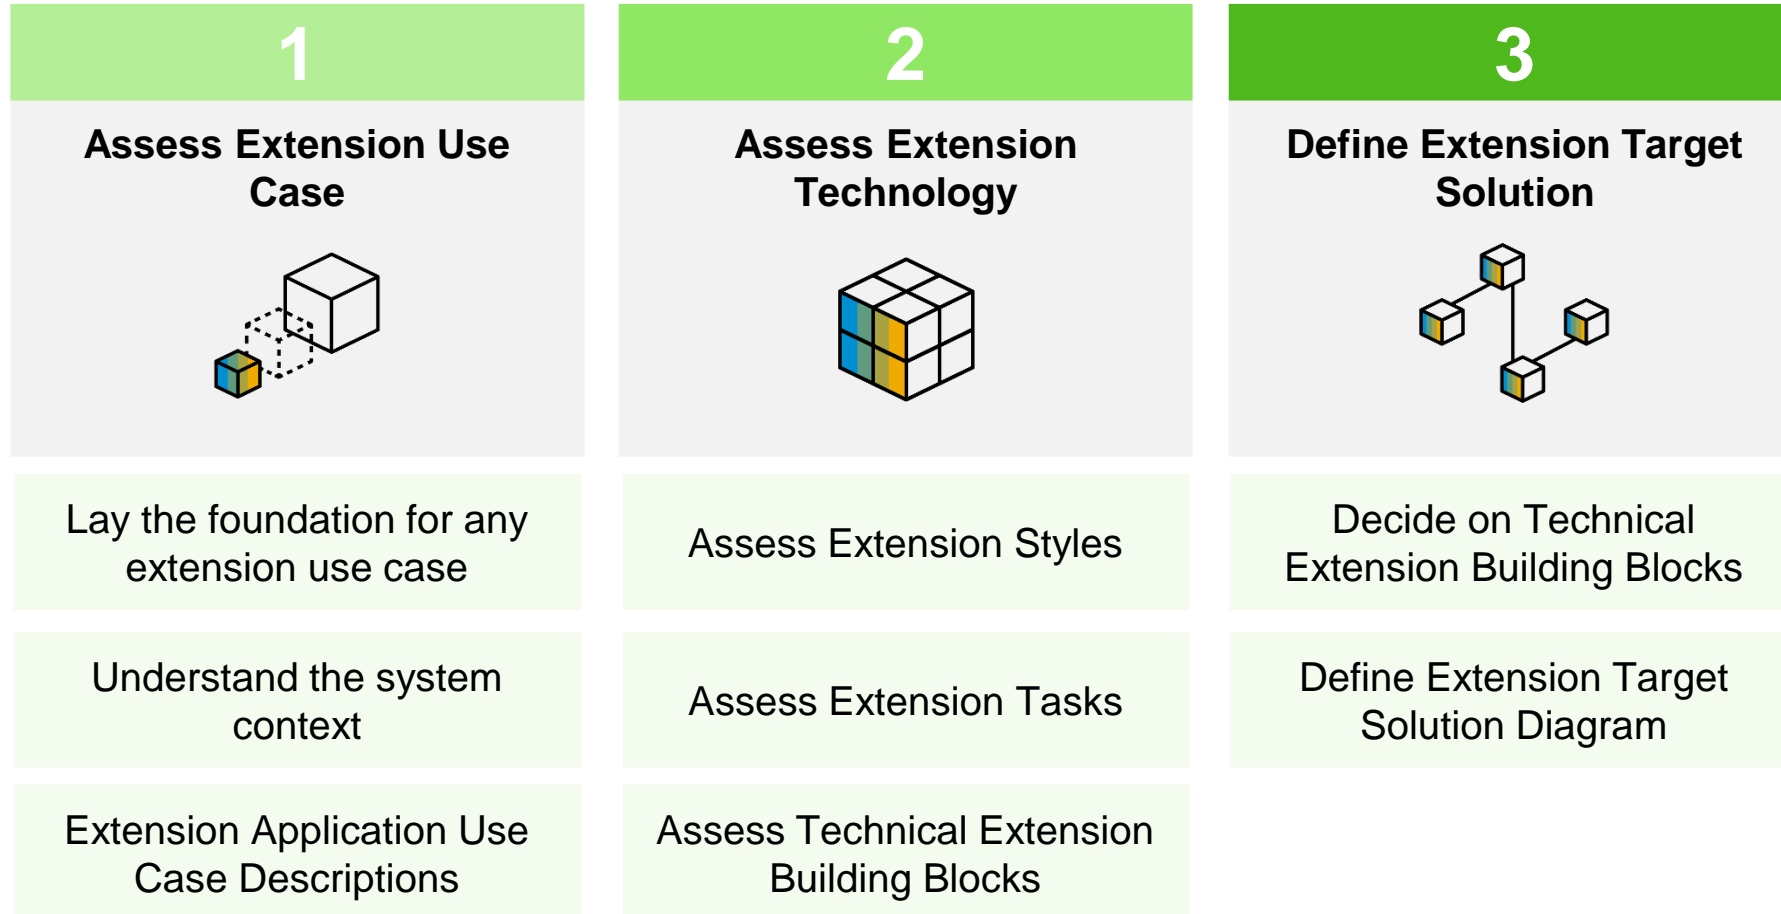 1
Assess Extension Use
Case
Lay the foundation for any
extension use case
Understand the system
context
Extension Application Use
Case Descriptions
2
Assess Extension
Technology
Assess Extension Styles
Assess Extension Tasks
Assess Technical Extension
Building Blocks
3
Define Extension Target
Solution
Decide on Technical
Extension Building Blocks
Define Extension Target
Solution Diagram